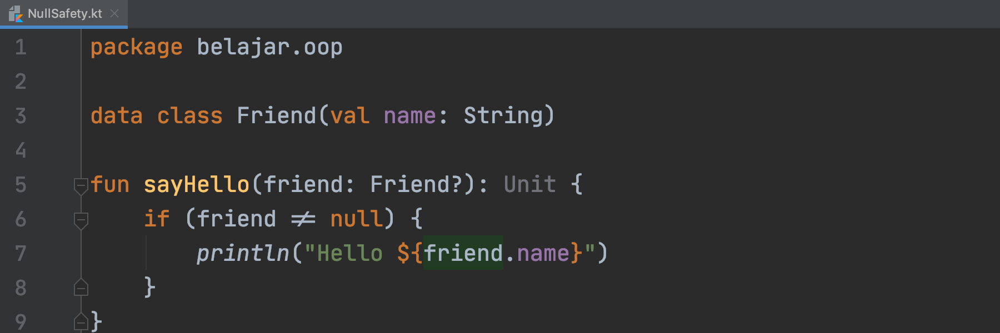 NullSafety.kt
1 package belajar.oop
2
3 data class Friend(val name: String)
4
5 fun sayHello(friend: Friend?): Unit {
6     if (friend != null) {
7         println("Hello ${friend.name}")
8     }
9 }